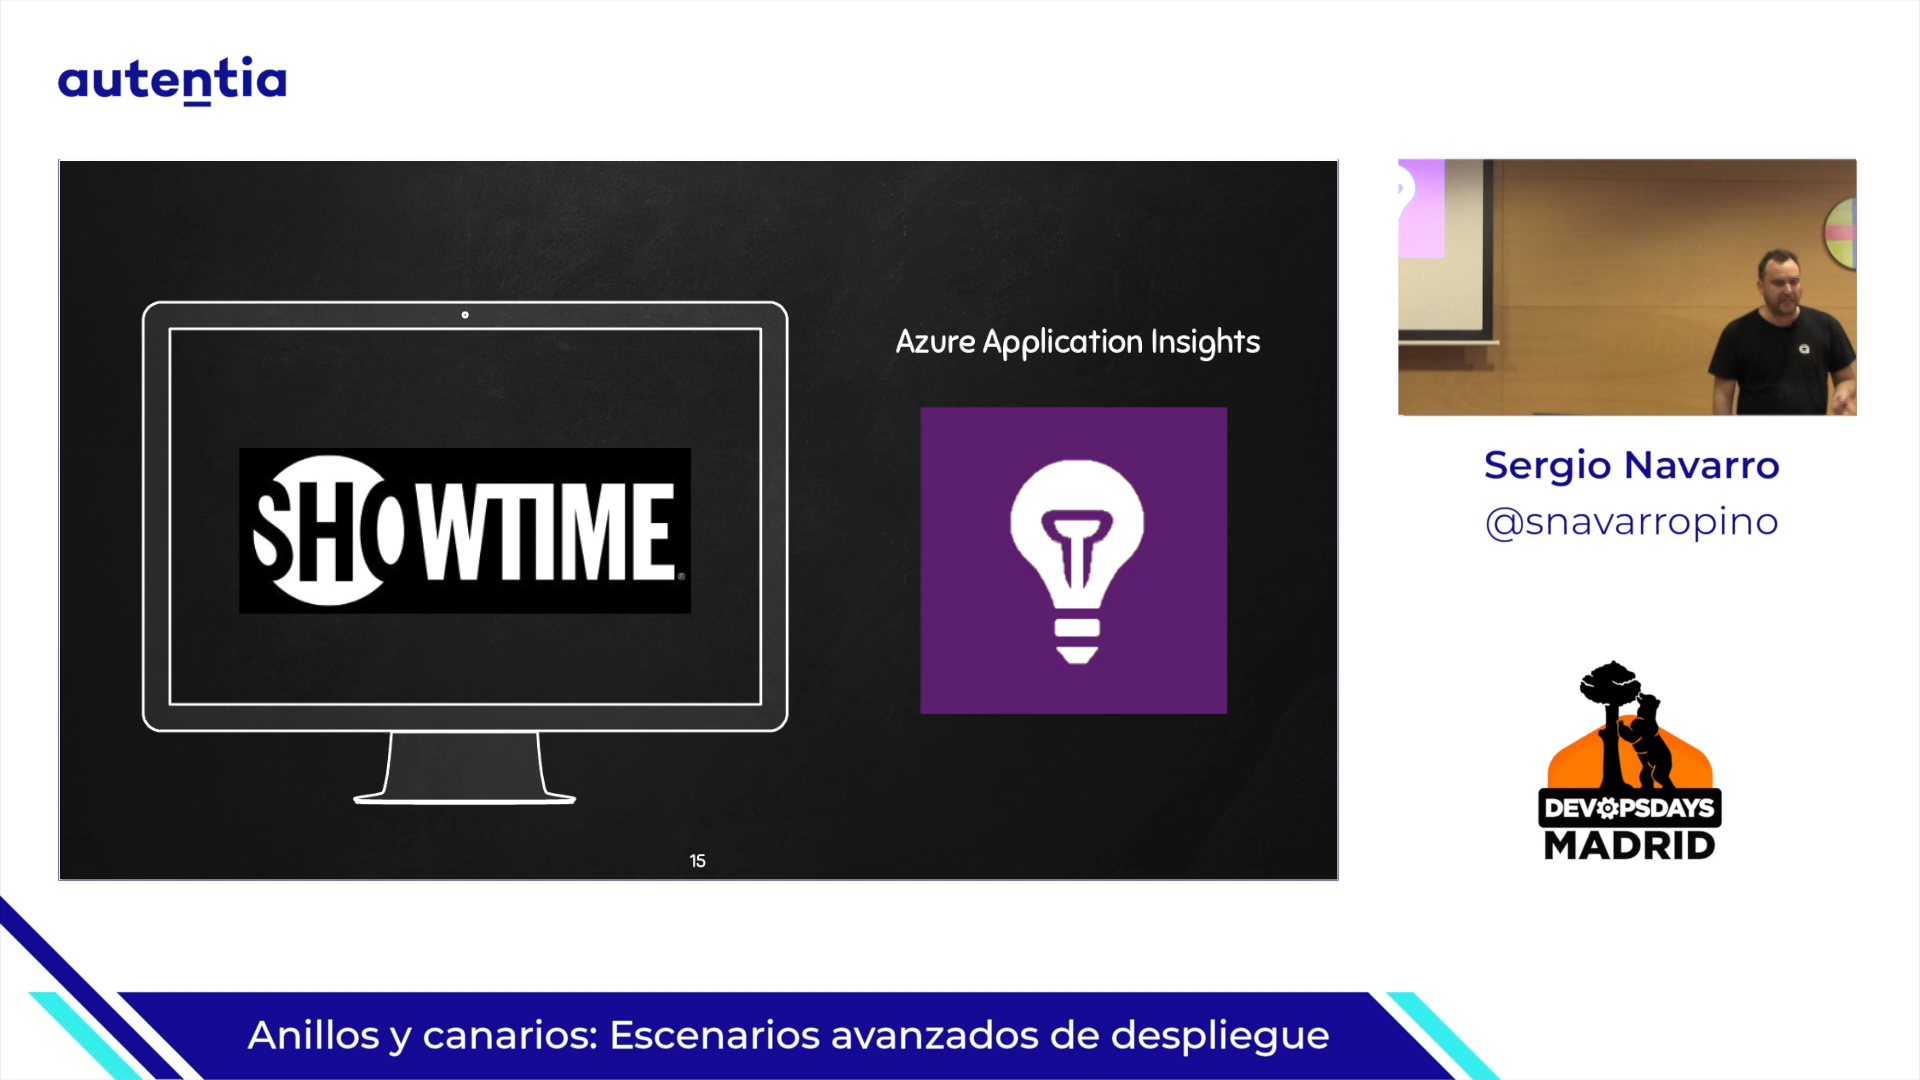 autentia
SHOWTIME®
Azure Application Insights
15
Sergio Navarro
@snavarropino
DEVOPSDAYS
MADRID
Anillos y canarios: Escenarios avanzados de despliegue